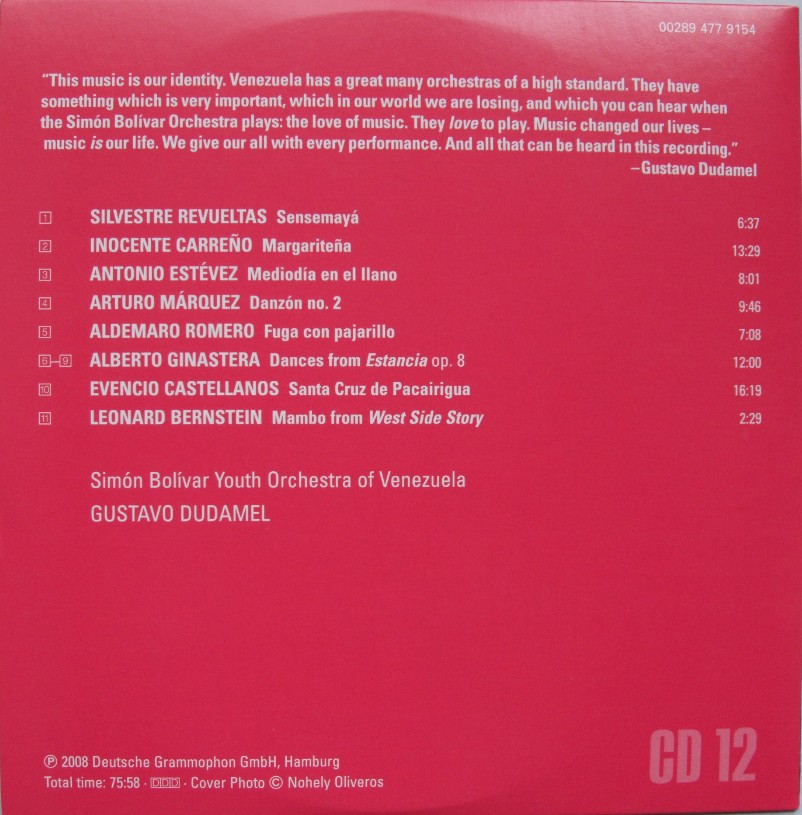 00289 477 9154
“This music is our identity. Venezuela has a great many orchestras of a high standard. They have
something which is very important, which in our world we are losing, and which you can hear when
the Simón Bolívar Orchestra plays: the love of music. They love to play. Music changed our lives –
music is our life. We give our all with every performance. And all that can be heard in this recording.”
–Gustavo Dudamel
1 SILVESTRE REVUELTAS Sensemayá 6:37
2 INOCENTE CARREÑO Margariteña 13:29
3 ANTONIO ESTÉVEZ Mediodía en el llano 8:01
4 ARTURO MÁRQUEZ Danzón no. 2 9:46
5 ALDEMARO ROMERO Fuga con pajarillo 7:08
6–9 ALBERTO GINASTERA Dances from Estancia op. 8 12:00
10 EVENCIO CASTELLANOS Santa Cruz de Pacairigua 16:19
11 LEONARD BERNSTEIN Mambo from West Side Story 2:29
Simón Bolívar Youth Orchestra of Venezuela
GUSTAVO DUDAMEL
℗ 2008 Deutsche Grammophon GmbH, Hamburg
Total time: 75:58 · DDD · Cover Photo © Nohely Oliveros
CD 12